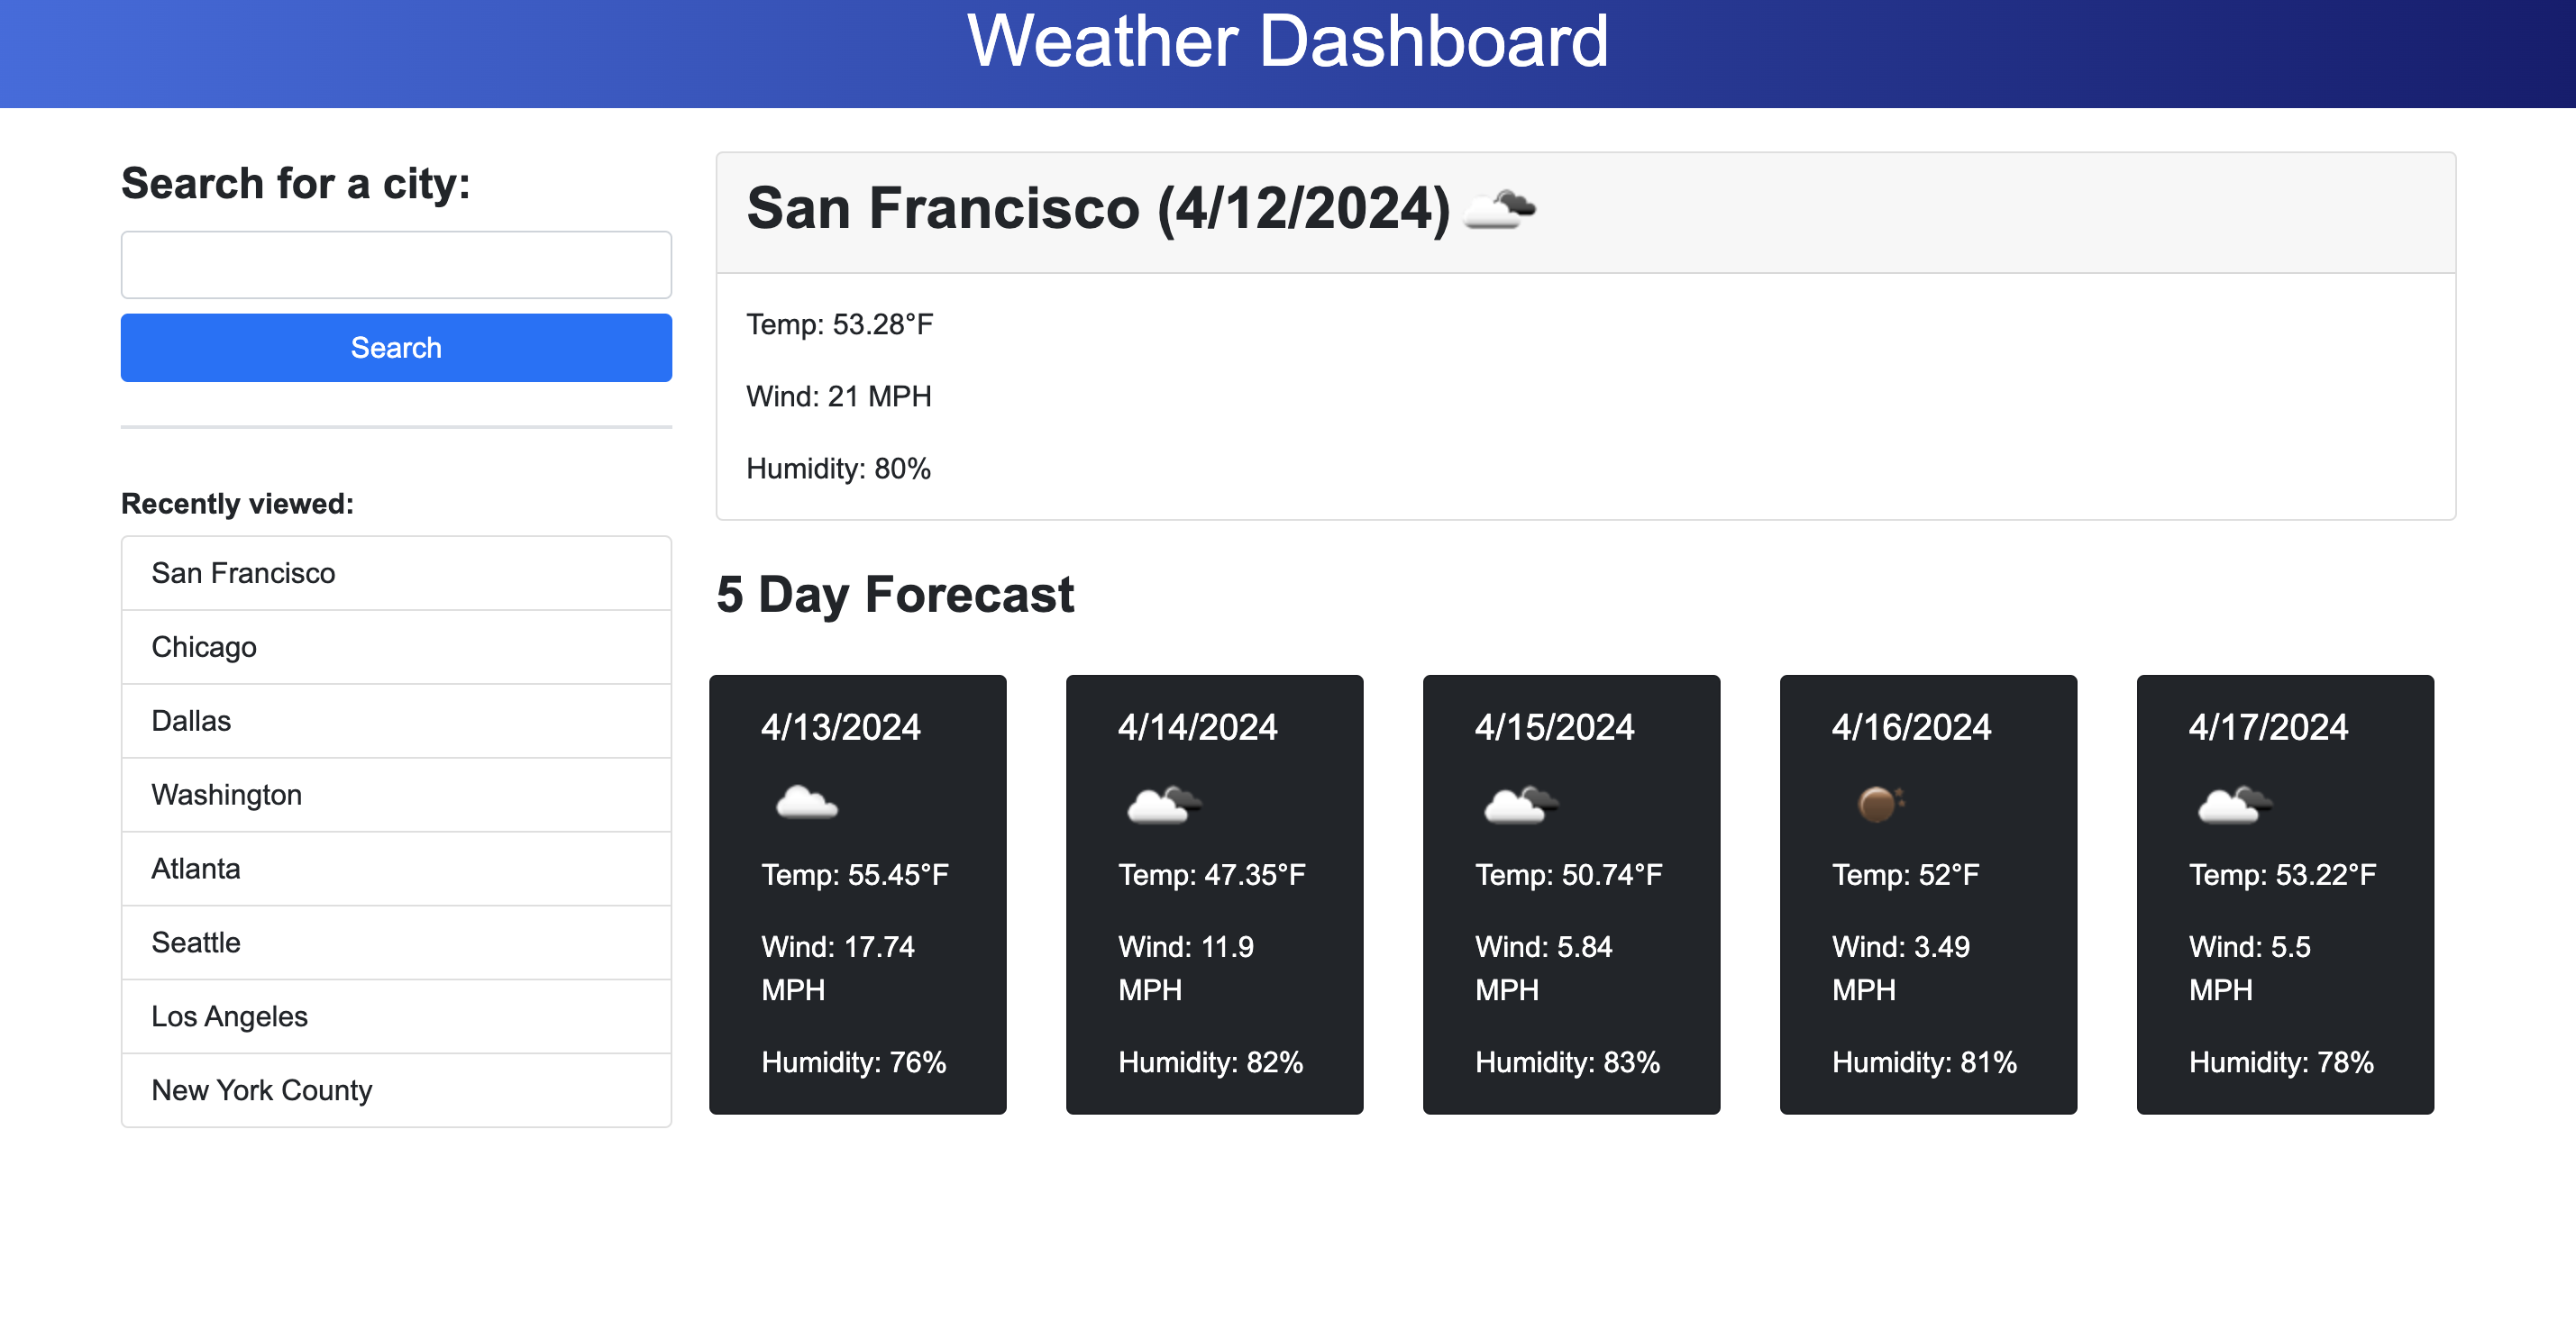 Weather Dashboard
Search for a city:
Search
Recently viewed:
San Francisco
Chicago
Dallas
Washington
Atlanta
Seattle
Los Angeles
New York County
San Francisco (4/12/2024)
Temp: 53.28°F
Wind: 21 MPH
Humidity: 80%
5 Day Forecast
4/13/2024
Temp: 55.45°F
Wind: 17.74
MPH
Humidity: 76%
4/14/2024
Temp: 47.35°F
Wind: 11.9
MPH
Humidity: 82%
4/15/2024
Temp: 50.74°F
Wind: 5.84
MPH
Humidity: 83%
4/16/2024
Temp: 52°F
Wind: 3.49
MPH
Humidity: 81%
4/17/2024
Temp: 53.22°F
Wind: 5.5
MPH
Humidity: 78%